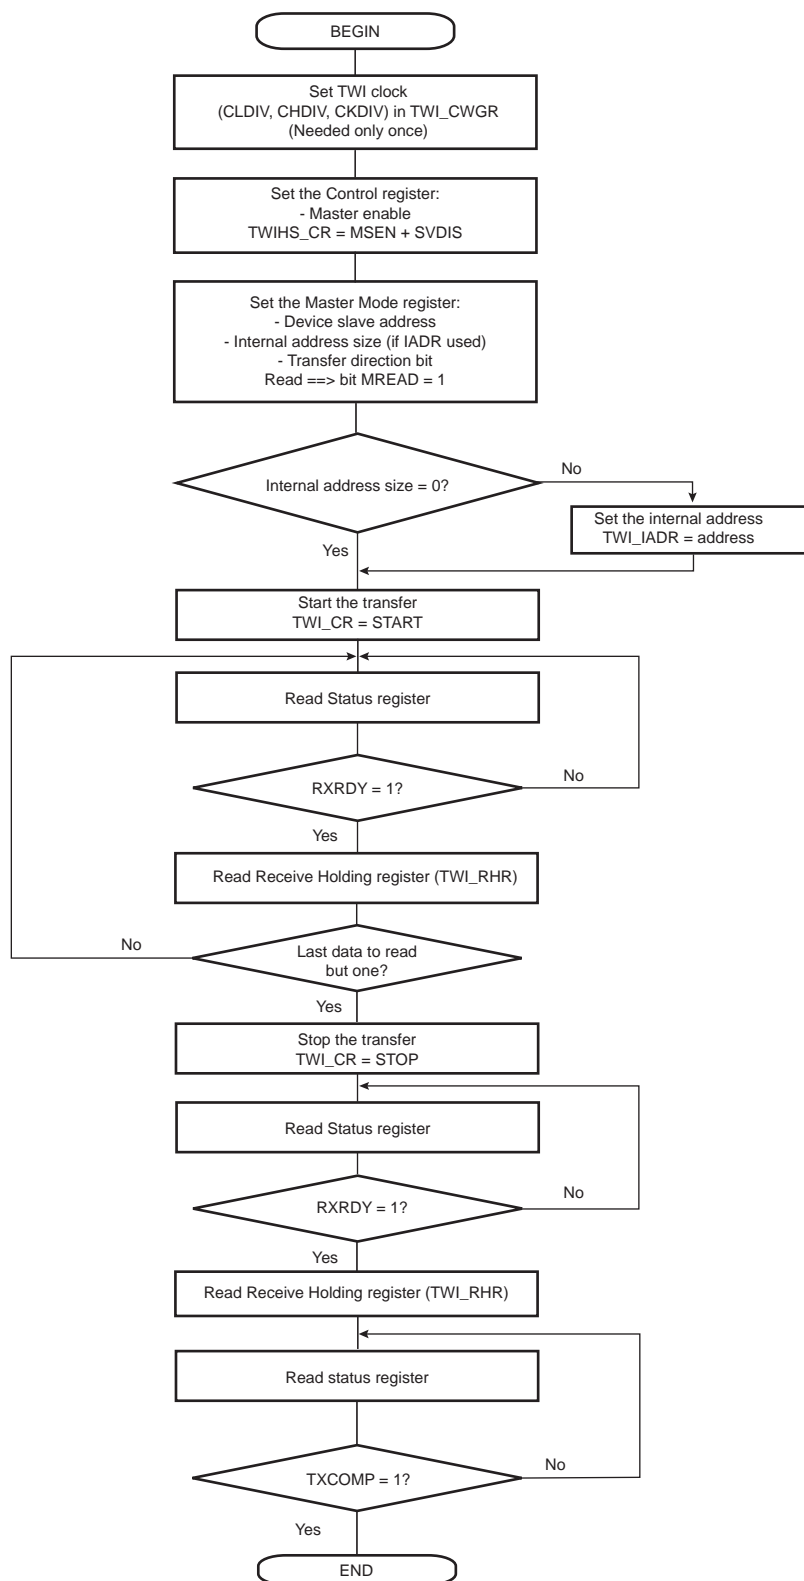 BEGIN
Set TWI clock
(CLDIV, CHDIV, CKDIV) in TWI_CWGR
(Needed only once)
Set the Control register:
- Master enable
TWIHS_CR = MSEN + SVDIS
Set the Master Mode register:
- Device slave address
- Internal address size (if IADR used)
- Transfer direction bit
Read ==> bit MREAD = 1
Internal address size = 0?
No
Set the internal address
TWI_IADR = address
Yes
Start the transfer
TWI_CR = START
Read Status register
RXRDY = 1?
No
Yes
Read Receive Holding register (TWI_RHR)
Last data to read
but one?
No
Yes
Stop the transfer
TWI_CR = STOP
Read Status register
RXRDY = 1?
No
Yes
Read Receive Holding register (TWI_RHR)
Read status register
TXCOMP = 1?
No
Yes
END